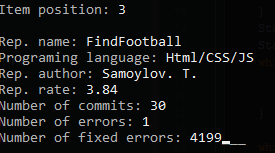 Item position: 3
Rep. name: FindFootball
Programing language: Html/CSS/JS
Rep. author: Samoylov. T.
Rep. rate: 3.84
Number of commits: 30
Number of errors: 1
Number of fixed errors: 4199__